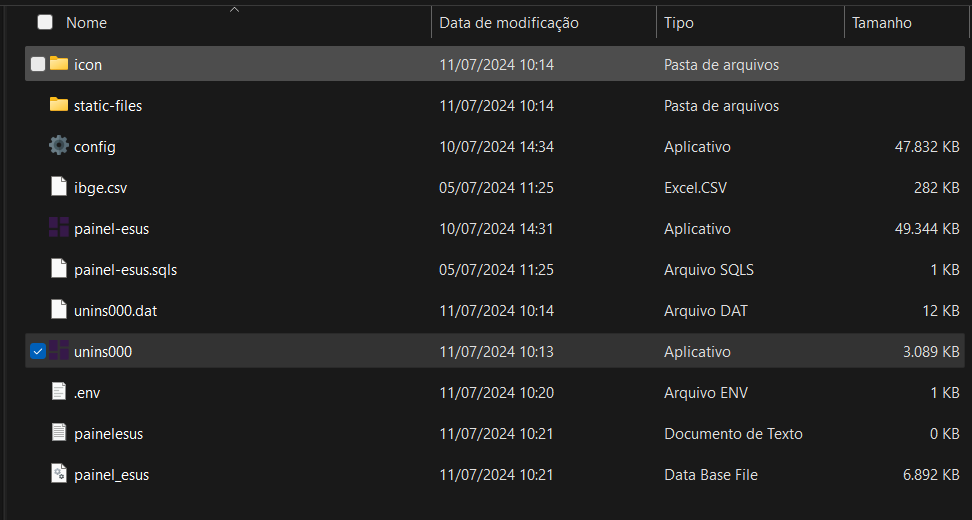 Nome Data de modificação Tipo Tamanho
icon 11/07/2024 10:14 Pasta de arquivos
static-files 11/07/2024 10:14 Pasta de arquivos
config 10/07/2024 14:34 Aplicativo 47.832 KB
ibge.csv 05/07/2024 11:25 Excel.CSV 282 KB
painel-esus 10/07/2024 14:31 Aplicativo 49.344 KB
painel-esus.sqls 05/07/2024 11:25 Arquivo SQLS 1 KB
unins000.dat 11/07/2024 10:14 Arquivo DAT 12 KB
unins000 11/07/2024 10:13 Aplicativo 3.089 KB
.env 11/07/2024 10:20 Arquivo ENV 1 KB
painelesus 11/07/2024 10:21 Documento de Texto 0 KB
painel_esus 11/07/2024 10:21 Data Base File 6.892 KB